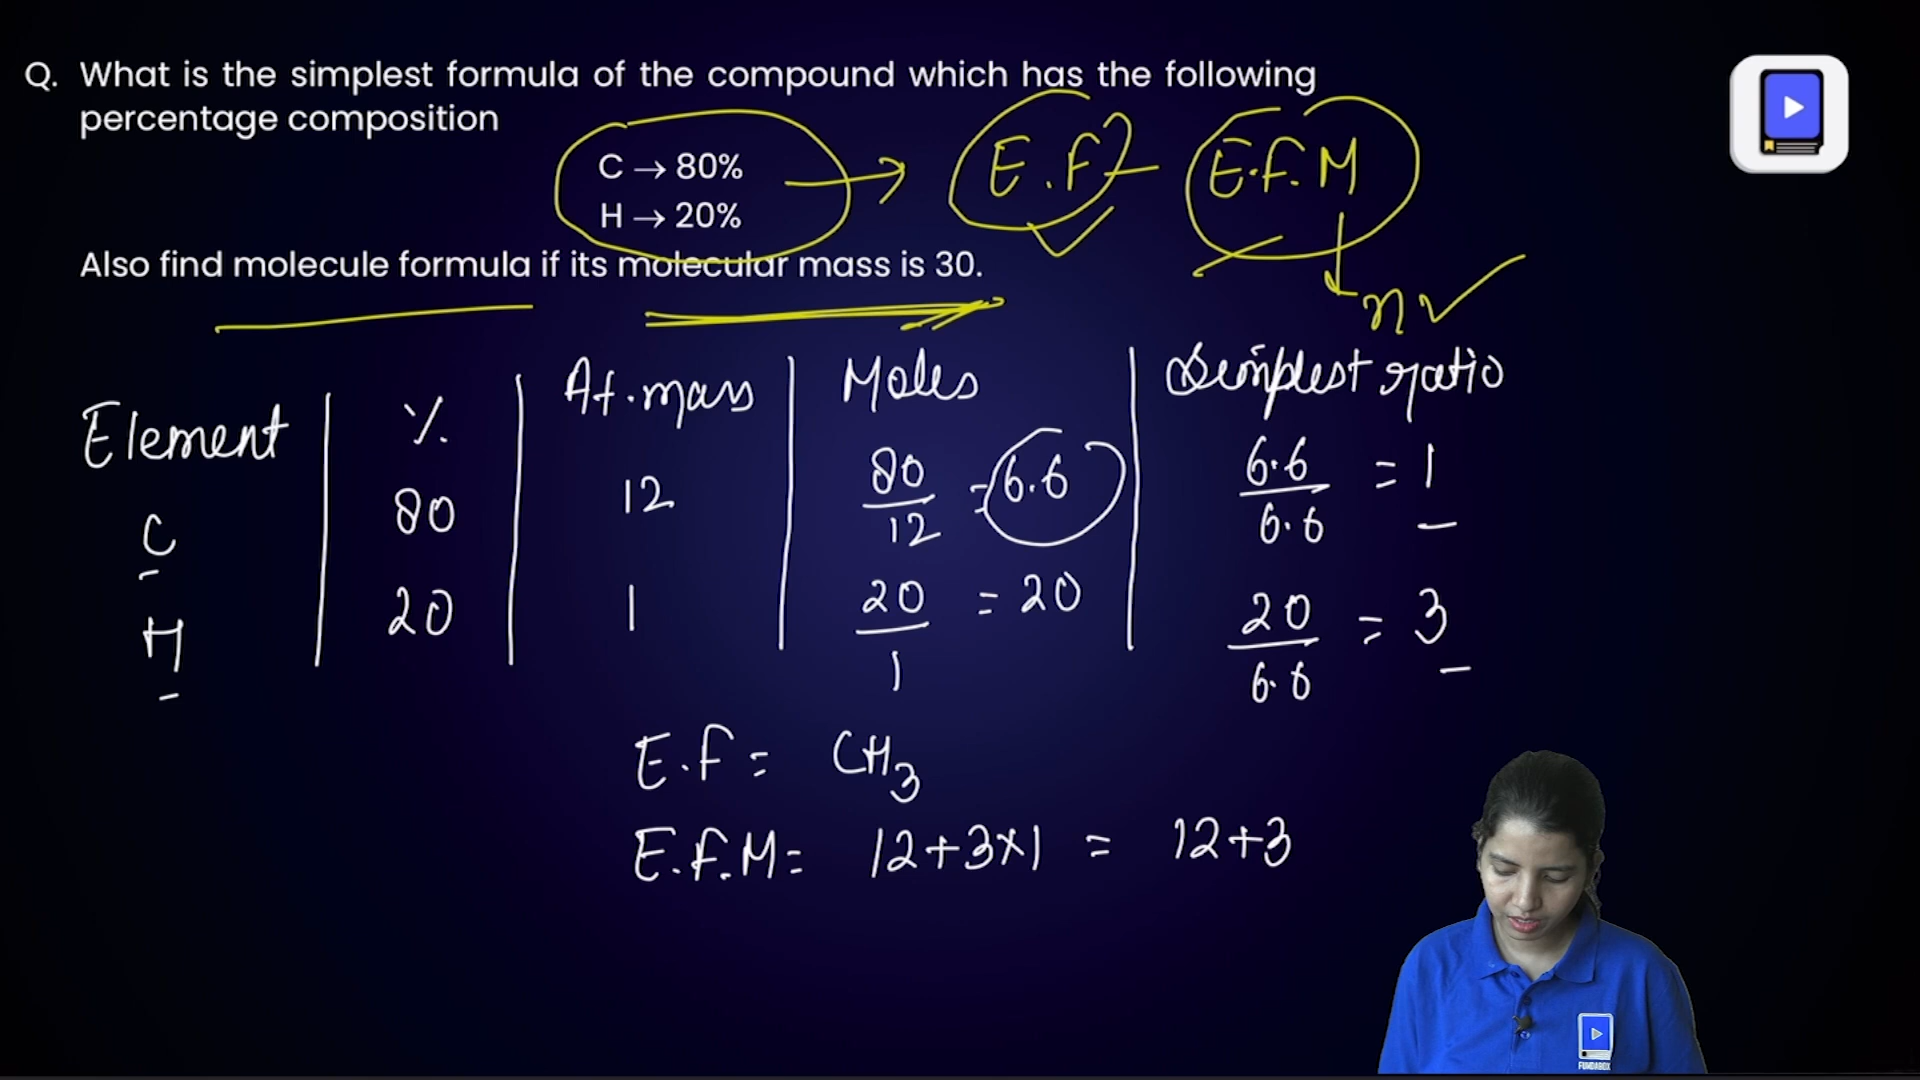 Q. What is the simplest formula of the compound which has the following
percentage composition
C → 80%
H → 20%
E.F
E.F.M
Also find molecule formula if its molecular mass is 30.
n
Element % At.mass Moles Simplest ratio
C 80 12 80/12 = 6.6 6.6/6.6 = 1
H 20 1 20/1 = 20 20/6.6 = 3
E.F = CH3
E.F.M = 12+3×1 = 12+3
FUNDABOX